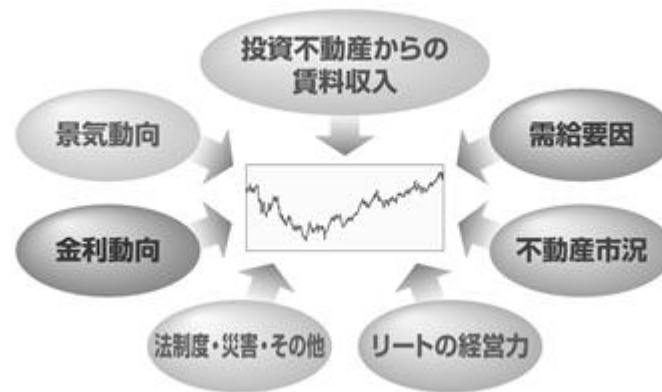 投資不動産からの
賃料収入
景気動向
需給要因
金利動向
不動産市況
法制度・災害・その他
リートの経営力